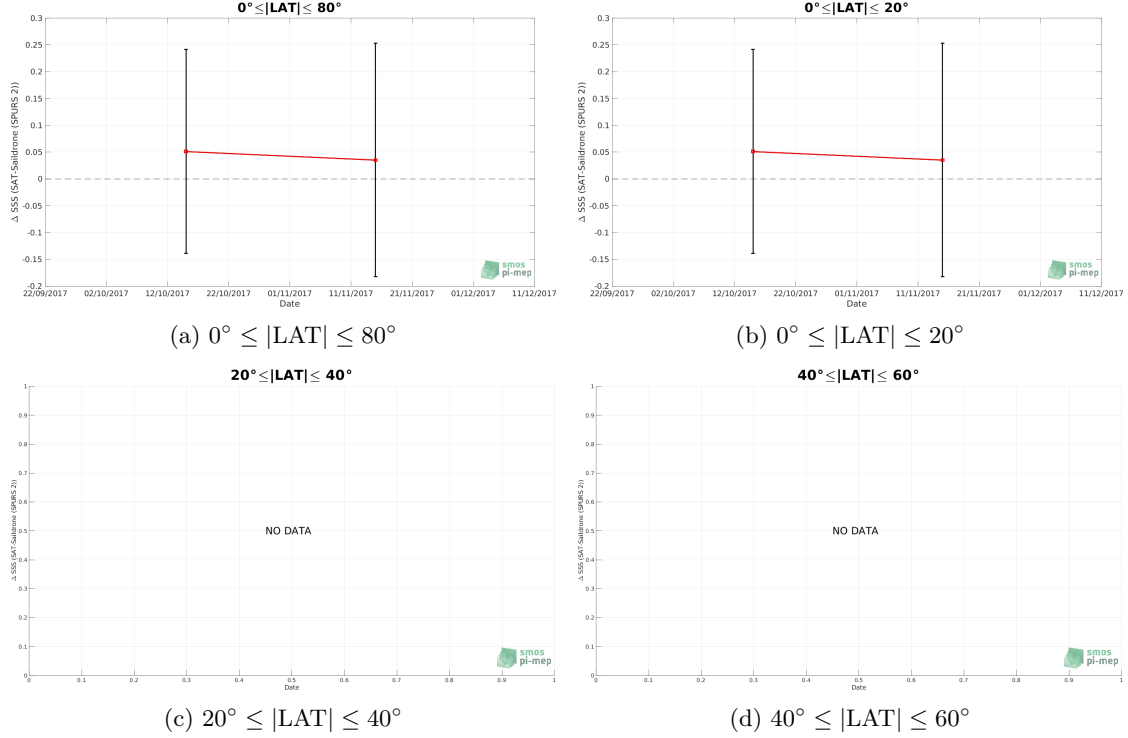 0°≤|LAT|≤ 80°
0.3
0.25
0.2
0.15
0.1
0.05
0
-0.05
-0.1
-0.15
-0.2
Δ SSS (SAT-Saildrone (SPURS 2))
22/09/2017 02/10/2017 12/10/2017 22/10/2017 01/11/2017 11/11/2017 21/11/2017 01/12/2017 11/12/2017
Date
smos
pi-mep
(a) 0° ≤ |LAT| ≤ 80°
0°≤|LAT|≤ 20°
0.3
0.25
0.2
0.15
0.1
0.05
0
-0.05
-0.1
-0.15
-0.2
Δ SSS (SAT-Saildrone (SPURS 2))
22/09/2017 02/10/2017 12/10/2017 22/10/2017 01/11/2017 11/11/2017 21/11/2017 01/12/2017 11/12/2017
Date
smos
pi-mep
(b) 0° ≤ |LAT| ≤ 20°
20°≤|LAT|≤ 40°
1
0.9
0.8
0.7
0.6
0.5
0.4
0.3
0.2
0.1
0
Δ SSS (SAT-Saildrone (SPURS 2))
NO DATA
0 0.1 0.2 0.3 0.4 0.5 0.6 0.7 0.8 0.9 1
Date
smos
pi-mep
(c) 20° ≤ |LAT| ≤ 40°
40°≤|LAT|≤ 60°
1
0.9
0.8
0.7
0.6
0.5
0.4
0.3
0.2
0.1
0
Δ SSS (SAT-Saildrone (SPURS 2))
NO DATA
0 0.1 0.2 0.3 0.4 0.5 0.6 0.7 0.8 0.9 1
Date
smos
pi-mep
(d) 40° ≤ |LAT| ≤ 60°